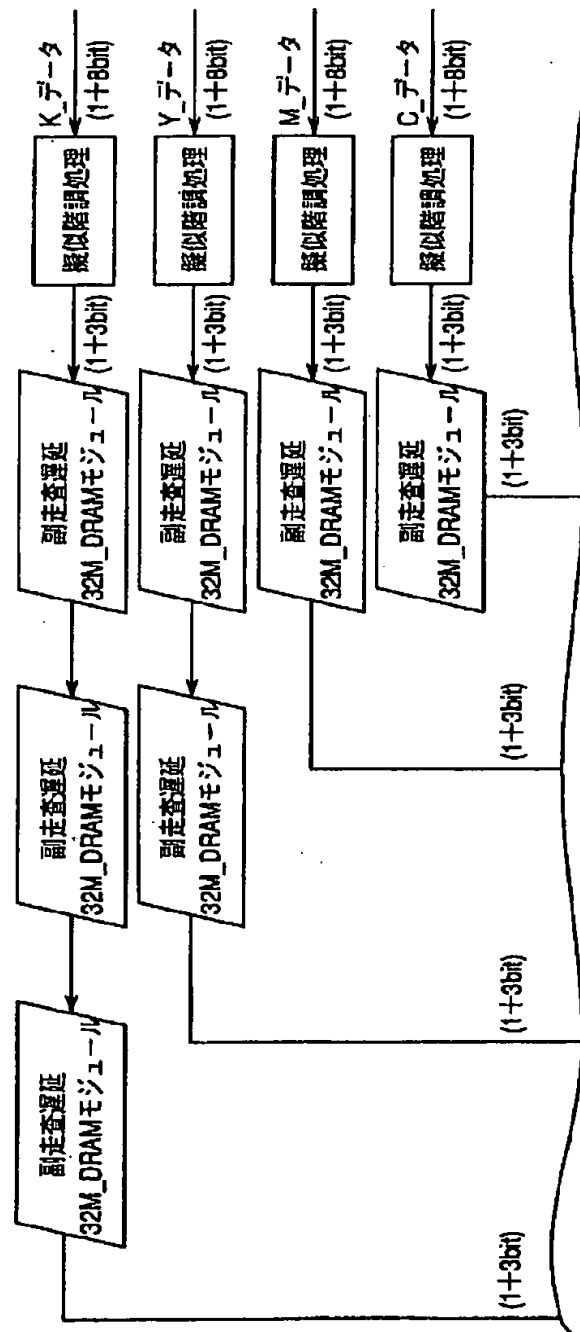 K_データ
(1+8bit)
擬似階調処理
(1+3bit)
副走査遅延
32M_DRAMモジュール
副走査遅延
32M_DRAMモジュール
副走査遅延
32M_DRAMモジュール
(1+3bit)
Y_データ
(1+8bit)
擬似階調処理
(1+3bit)
副走査遅延
32M_DRAMモジュール
副走査遅延
32M_DRAMモジュール
(1+3bit)
M_データ
(1+8bit)
擬似階調処理
(1+3bit)
副走査遅延
32M_DRAMモジュール
(1+3bit)
C_データ
(1+8bit)
擬似階調処理
(1+3bit)
副走査遅延
32M_DRAMモジュール
(1+3bit)